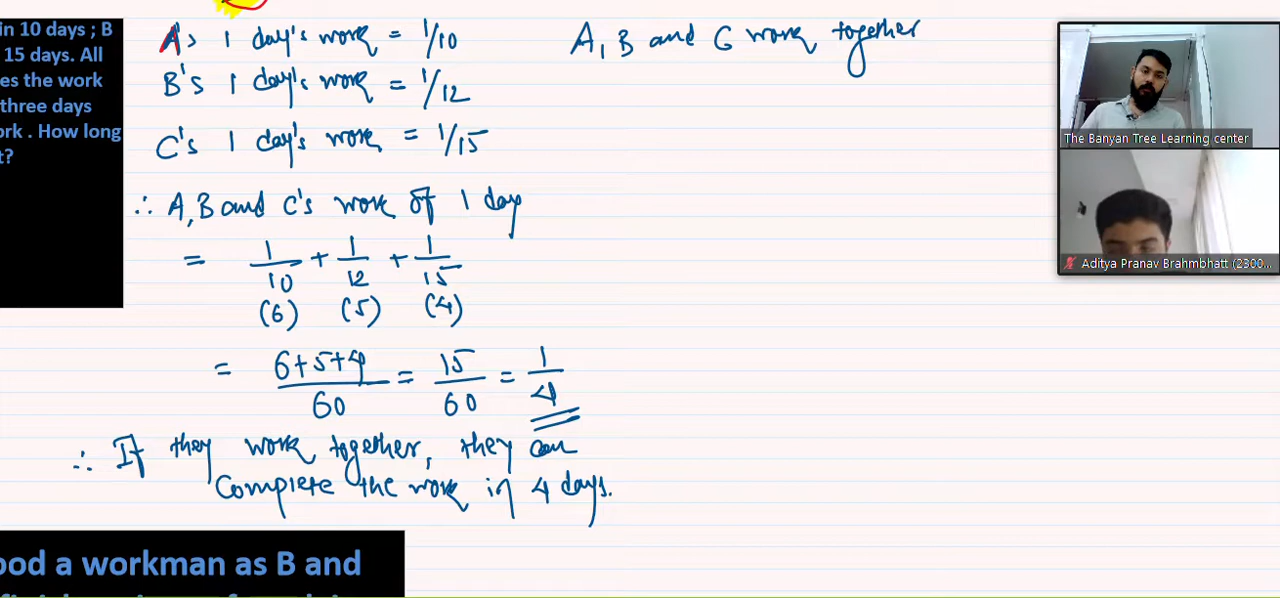 in 10 days ; B
15 days. All
es the work
three days
ork . How long
t?
A's 1 day's work = 1/10
B's 1 day's work = 1/12
C's 1 day's work = 1/15
∴ A, B and C's work of 1 day
= 1/10 + 1/12 + 1/15
(6) (5) (4)
= 6+5+4/60 = 15/60 = 1/4
∴ If they work together, they can
Complete the work in 4 days.
A, B and C work together
The Banyan Tree Learning center
Aditya Pranav Brahmbhatt (2300...
ood a workman as B and